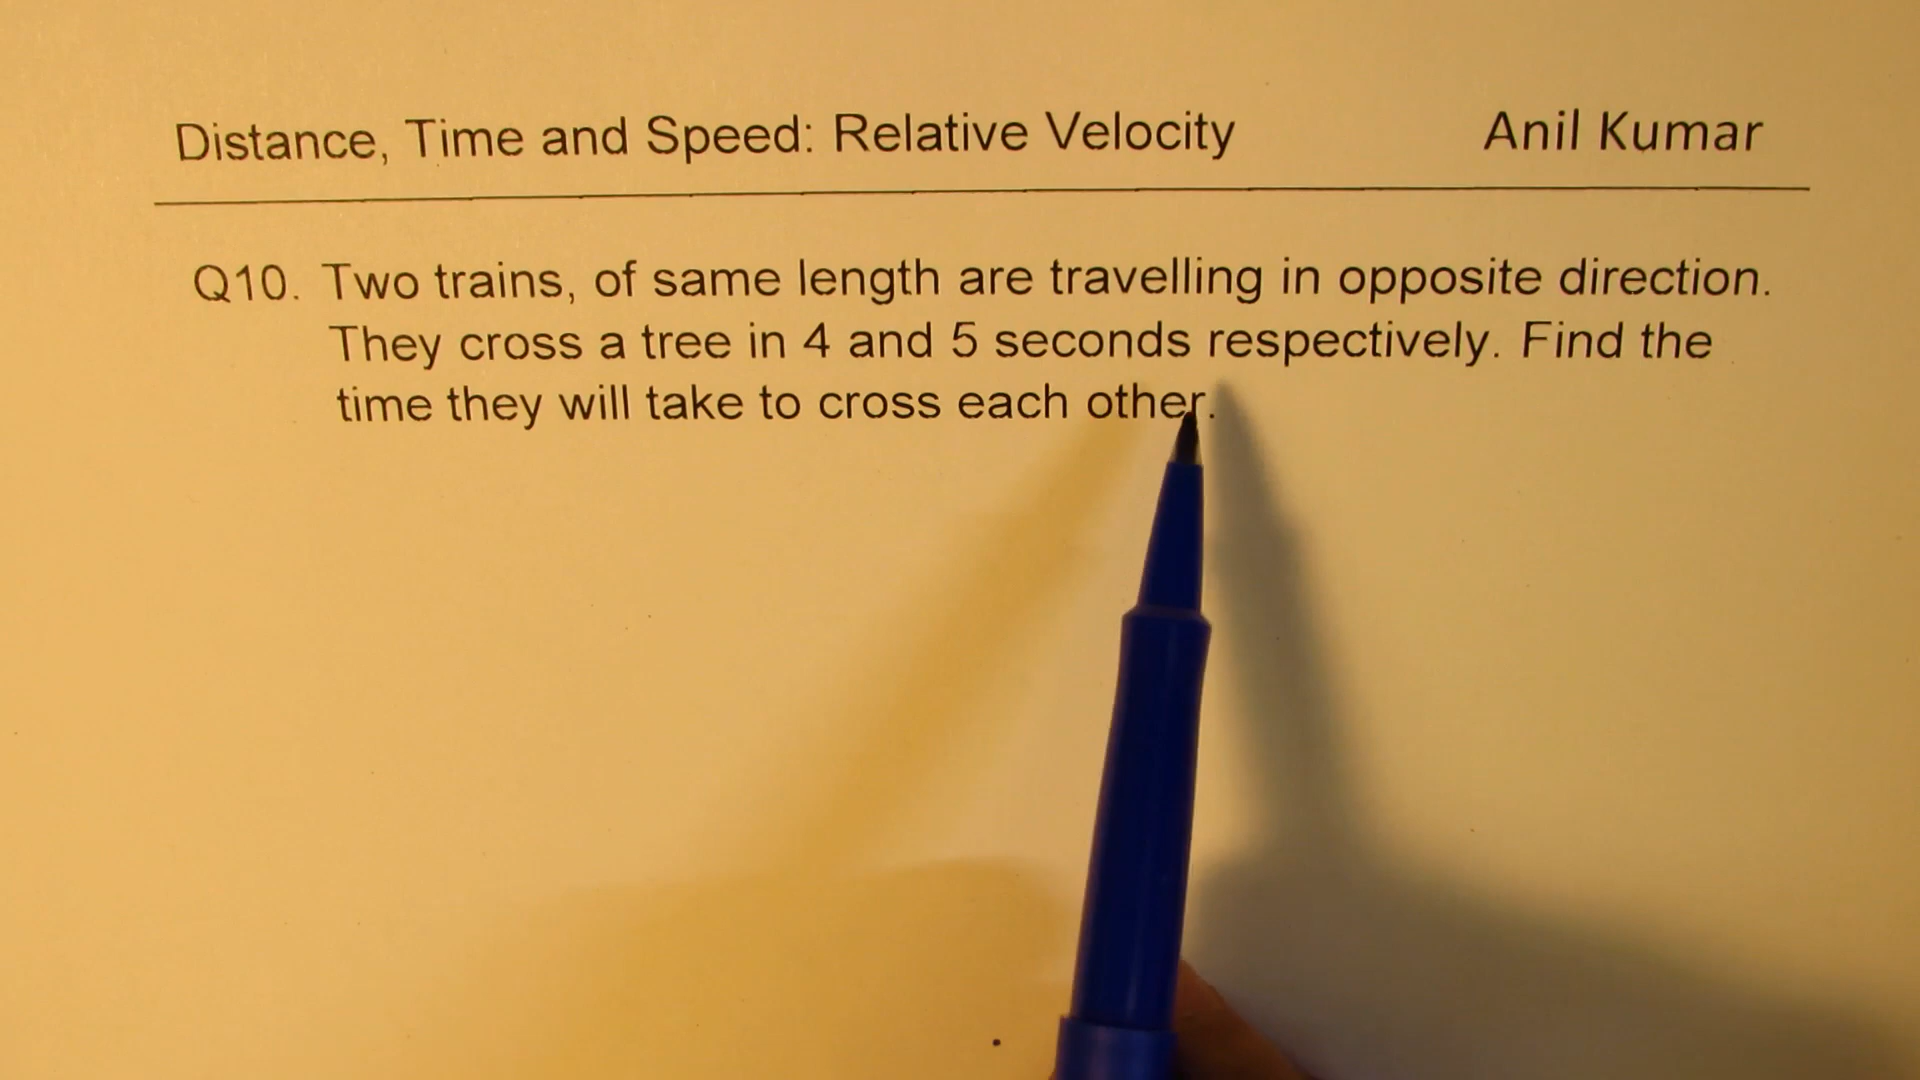 Distance, Time and Speed: Relative Velocity Anil Kumar
Q10. Two trains, of same length are travelling in opposite direction.
They cross a tree in 4 and 5 seconds respectively. Find the
time they will take to cross each other.